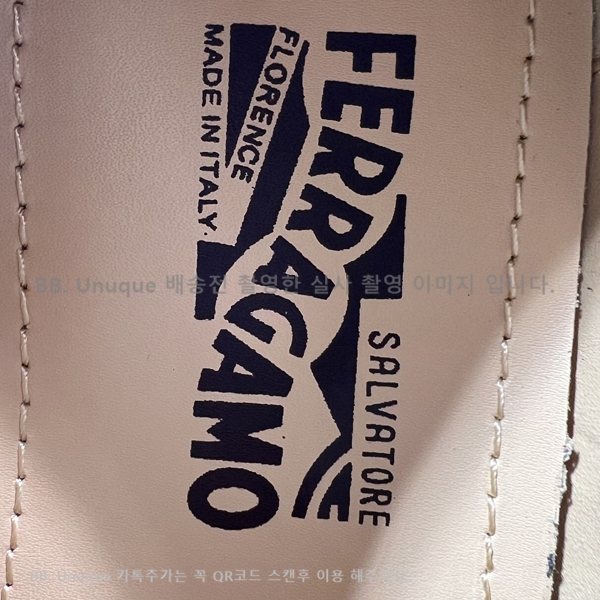 SALVATORE
FERRAGAMO
FLORENCE
MADE IN ITALY.
BB. Unuque 배송전 촬영한 실사 촬영 이미지 입니다.
BB. Unuque 카톡추가는 꼭 QR코드 스캔후 이용 해주